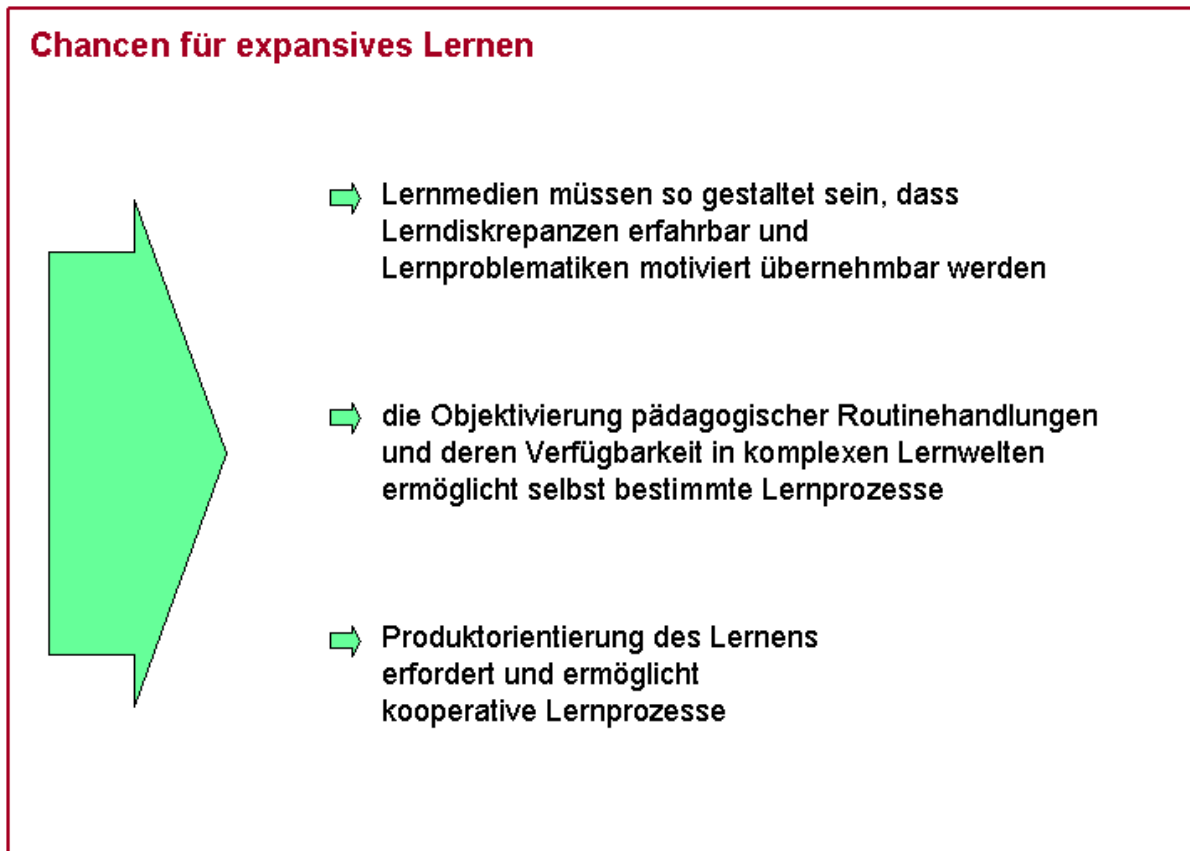 Chancen für expansives Lernen
Lernmedien müssen so gestaltet sein, dass
Lerndiskrepanzen erfahrbar und
Lernproblematiken motiviert übernehmbar werden
die Objektivierung pädagogischer Routinehandlungen
und deren Verfügbarkeit in komplexen Lernwelten
ermöglicht selbst bestimmte Lernprozesse
Produktorientierung des Lernens
erfordert und ermöglicht
kooperative Lernprozesse